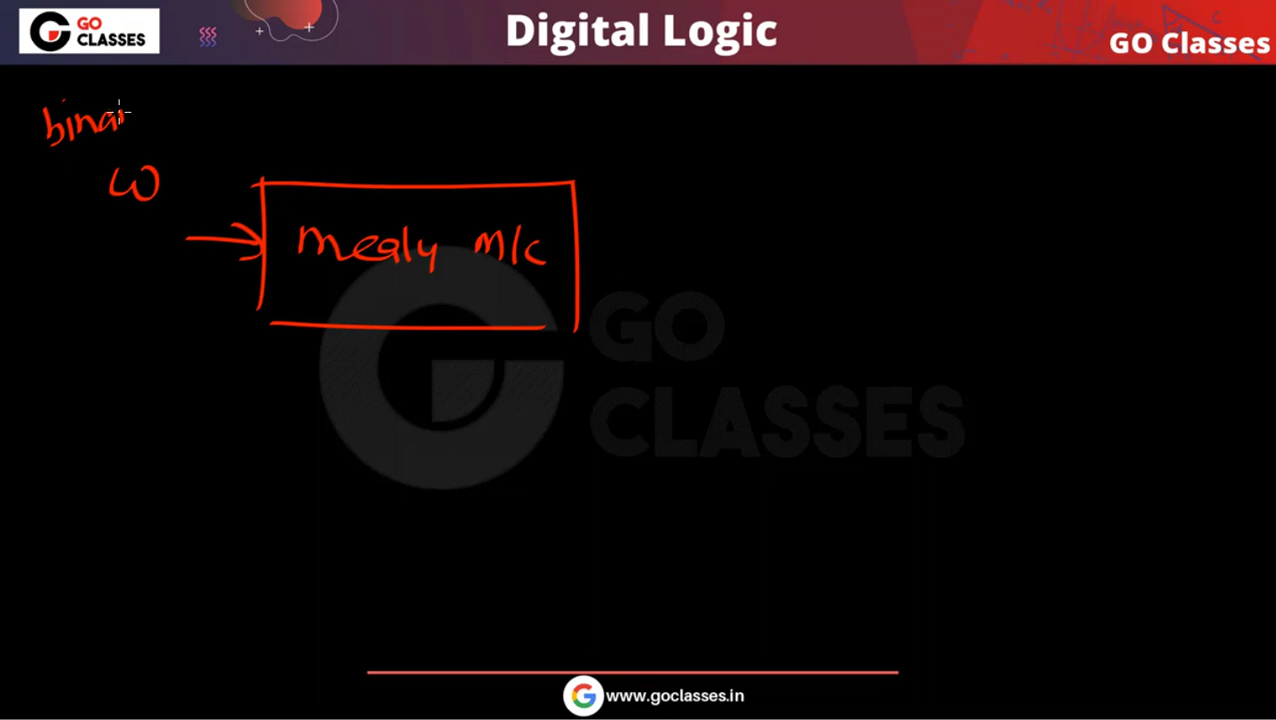 GO
CLASSES
Digital Logic
GO Classes
binar
ω
mealy M/C
GO
CLASSES
www.goclasses.in